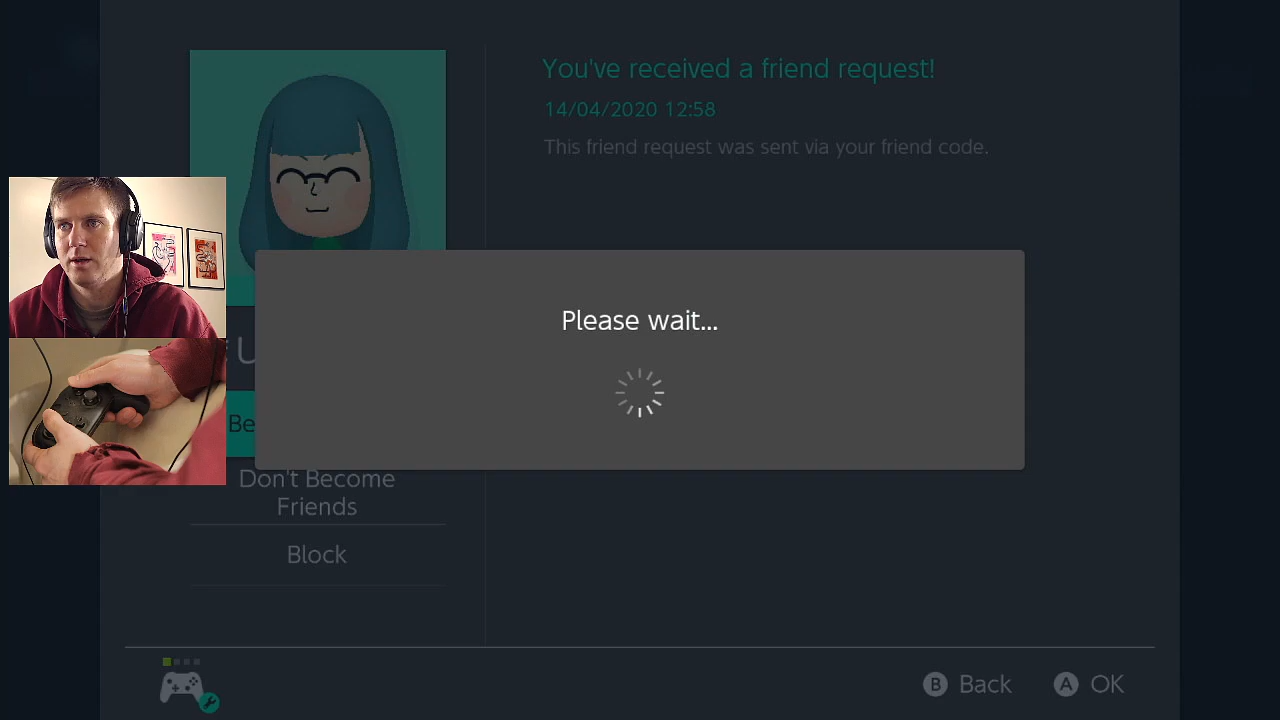 You've received a friend request!
14/04/2020 12:58
This friend request was sent via your friend code.
Please wait...
Don't Become
Friends
Block
B Back
A OK